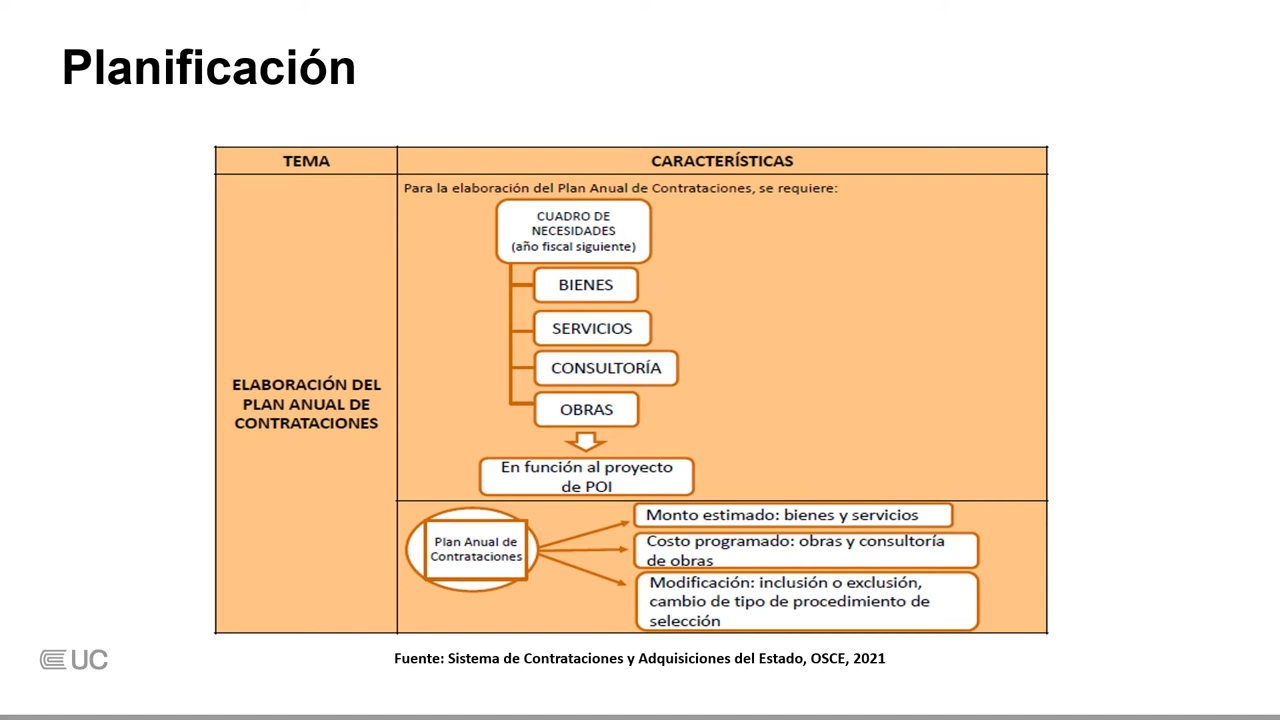 Planificación
TEMA
CARACTERÍSTICAS
ELABORACIÓN DEL
PLAN ANUAL DE
CONTRATACIONES
Para la elaboración del Plan Anual de Contrataciones, se requiere:
CUADRO DE
NECESIDADES
(año fiscal siguiente)
BIENES
SERVICIOS
CONSULTORÍA
OBRAS
En función al proyecto
de POI
Plan Anual de
Contrataciones
Monto estimado: bienes y servicios
Costo programado: obras y consultoría
de obras
Modificación: inclusión o exclusión,
cambio de tipo de procedimiento de
selección
UC
Fuente: Sistema de Contrataciones y Adquisiciones del Estado, OSCE, 2021